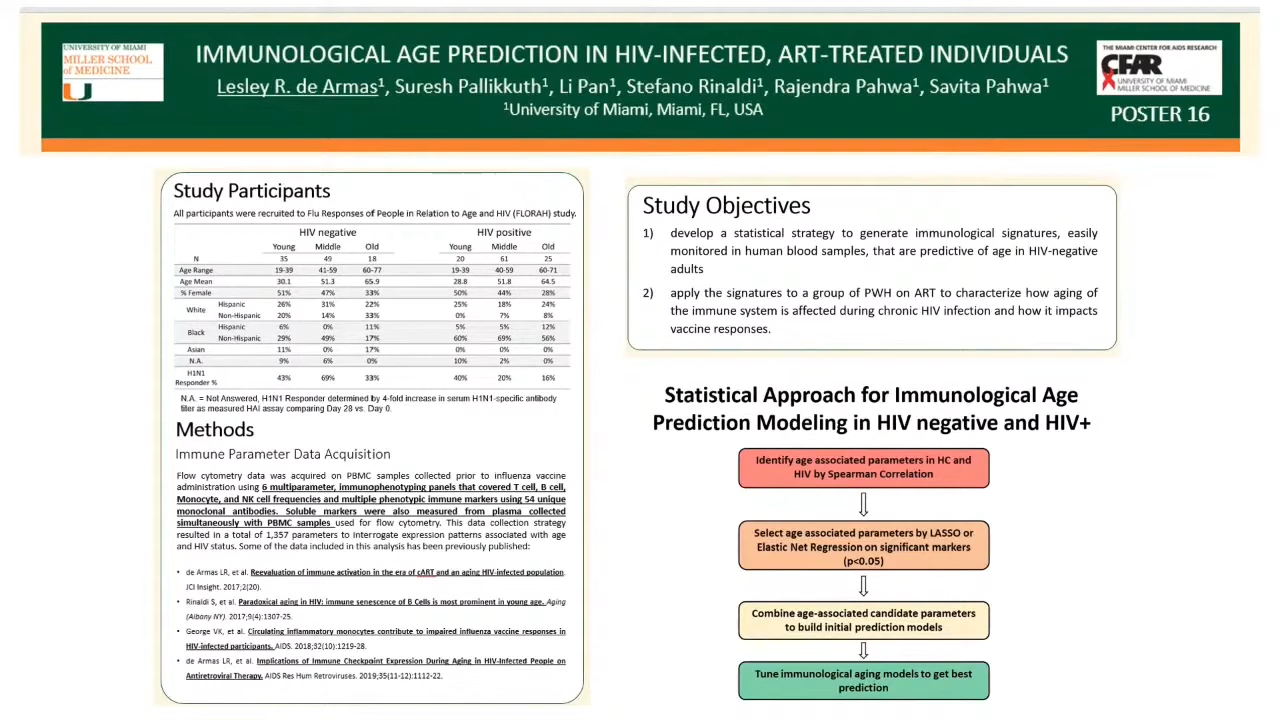 UNIVERSITY OF MIAMI
MILLER SCHOOL
of MEDICINE
IMMUNOLOGICAL AGE PREDICTION IN HIV-INFECTED, ART-TREATED INDIVIDUALS
Lesley R. de Armas¹, Suresh Pallikkuth¹, Li Pan¹, Stefano Rinaldi¹, Rajendra Pahwa¹, Savita Pahwa¹
¹University of Miami, Miami, FL, USA
THE MIAMI CENTER FOR AIDS RESEARCH
CFAR
UNIVERSITY OF MIAMI
MILLER SCHOOL OF MEDICINE
POSTER 16
Study Participants
All participants were recruited to Flu Responses of People in Relation to Age and HIV (FLORAH) study.
HIV negative HIV positive
Young Middle Old Young Middle Old
N 35 49 18 20 61 25
Age Range 19-39 41-59 60-77 19-39 40-59 60-71
Age Mean 30.1 51.3 65.9 28.8 51.8 64.5
% Female 51% 47% 33% 50% 44% 28%
White Hispanic 26% 31% 22% 25% 18% 24%
Non-Hispanic 20% 14% 33% 0% 7% 8%
Black Hispanic 6% 0% 11% 5% 5% 12%
Non-Hispanic 29% 49% 17% 60% 69% 56%
Asian 11% 0% 17% 0% 0% 0%
N.A. 9% 6% 0% 10% 2% 0%
H1N1
Responder % 43% 69% 33% 40% 20% 16%
N.A. = Not Answered, H1N1 Responder determined by 4-fold increase in serum H1N1-specific antibody
titer as measured HAI assay comparing Day 28 vs. Day 0.
Methods
Immune Parameter Data Acquisition
Flow cytometry data was acquired on PBMC samples collected prior to influenza vaccine
administration using 6 multiparameter, immunophenotyping panels that covered T cell, B cell,
Monocyte, and NK cell frequencies and multiple phenotypic immune markers using 54 unique
monoclonal antibodies. Soluble markers were also measured from plasma collected
simultaneously with PBMC samples used for flow cytometry. This data collection strategy
resulted in a total of 1,357 parameters to interrogate expression patterns associated with age
and HIV status. Some of the data included in this analysis has been previously published:
• de Armas LR, et al. Reevaluation of immune activation in the era of cART and an aging HIV-infected population.
JCI Insight. 2017;2(20).
• Rinaldi S, et al. Paradoxical aging in HIV: immune senescence of B Cells is most prominent in young age. Aging
(Albany NY). 2017;9(4):1307-25.
• George VK, et al. Circulating inflammatory monocytes contribute to impaired influenza vaccine responses in
HIV-infected participants. AIDS. 2018;32(10):1219-28.
• de Armas LR, et al. Implications of Immune Checkpoint Expression During Aging in HIV-Infected People on
Antiretroviral Therapy. AIDS Res Hum Retroviruses. 2019;35(11-12):1112-22.
Study Objectives
1) develop a statistical strategy to generate immunological signatures, easily
monitored in human blood samples, that are predictive of age in HIV-negative
adults
2) apply the signatures to a group of PWH on ART to characterize how aging of
the immune system is affected during chronic HIV infection and how it impacts
vaccine responses.
Statistical Approach for Immunological Age
Prediction Modeling in HIV negative and HIV+
Identify age associated parameters in HC and
HIV by Spearman Correlation
Select age associated parameters by LASSO or
Elastic Net Regression on significant markers
(p<0.05)
Combine age-associated candidate parameters
to build initial prediction models
Tune immunological aging models to get best
prediction